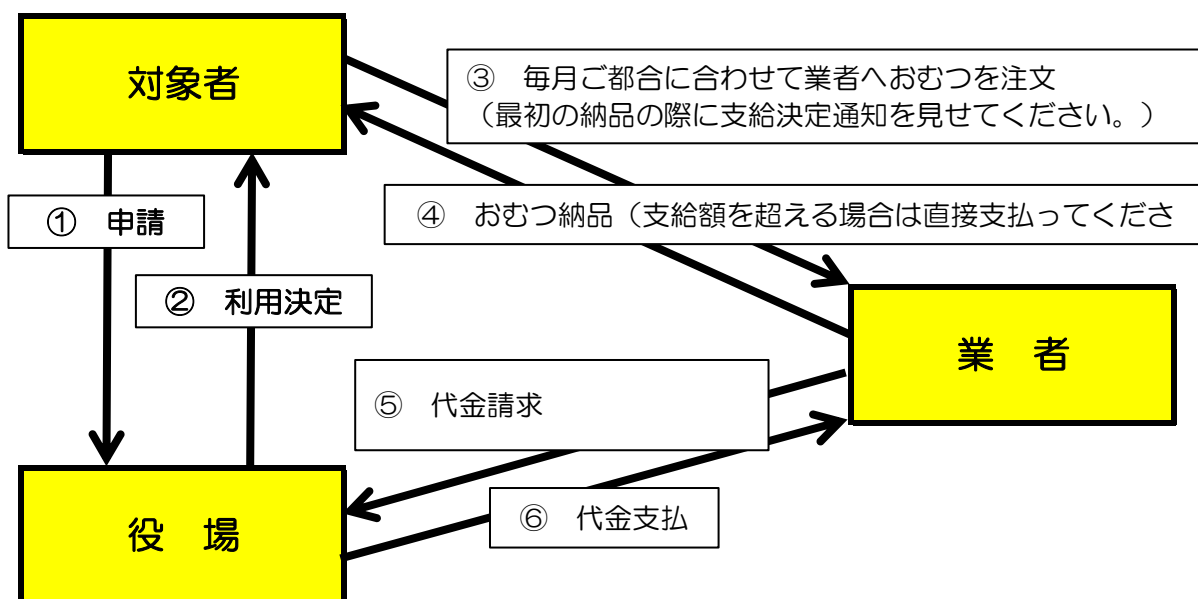 対象者
③　毎月ご都合に合わせて業者へおむつを注文
（最初の納品の際に支給決定通知を見せてください。）
④　おむつ納品（支給額を超える場合は直接支払ってくださ
①　申請
②　利用決定
業　者
⑤　代金請求
⑥　代金支払
役　場